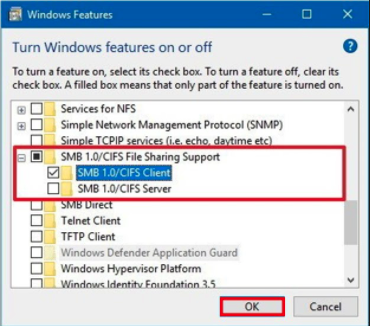 Windows Features
Turn Windows features on or off
To turn a feature on, select its check box. To turn a feature off, clear its
check box. A filled box means that only part of the feature is turned on.
Services for NFS
Simple Network Management Protocol (SNMP)
Simple TCPIP services (i.e. echo, daytime etc)
SMB 1.0/CIFS File Sharing Support
SMB 1.0/CIFS Client
SMB 1.0/CIFS Server
SMB Direct
Telnet Client
TFTP Client
Windows Defender Application Guard
Windows Hypervisor Platform
Windows Identity Foundation 3.5
OK
Cancel